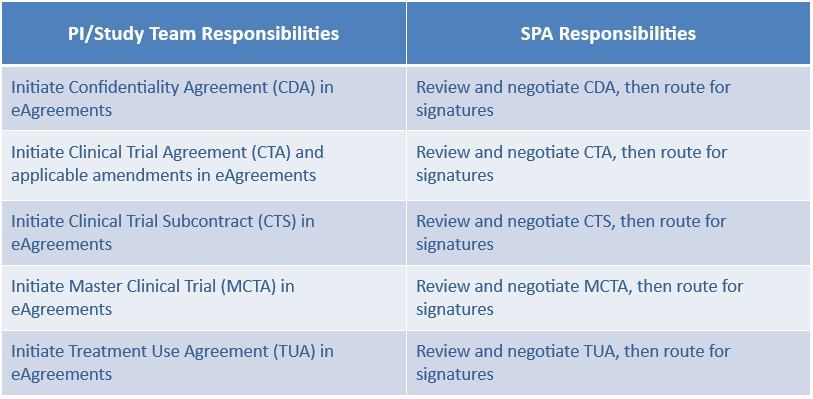 PI/Study Team Responsibilities
SPA Responsibilities
Initiate Confidentiality Agreement (CDA) in
eAgreements
Review and negotiate CDA, then route for
signatures
Initiate Clinical Trial Agreement (CTA) and
applicable amendments in eAgreements
Review and negotiate CTA, then route for
signatures
Initiate Clinical Trial Subcontract (CTS) in
eAgreements
Review and negotiate CTS, then route for
signatures
Initiate Master Clinical Trial (MCTA) in
eAgreements
Review and negotiate MCTA, then route for
signatures
Initiate Treatment Use Agreement (TUA) in
eAgreements
Review and negotiate TUA, then route for
signatures